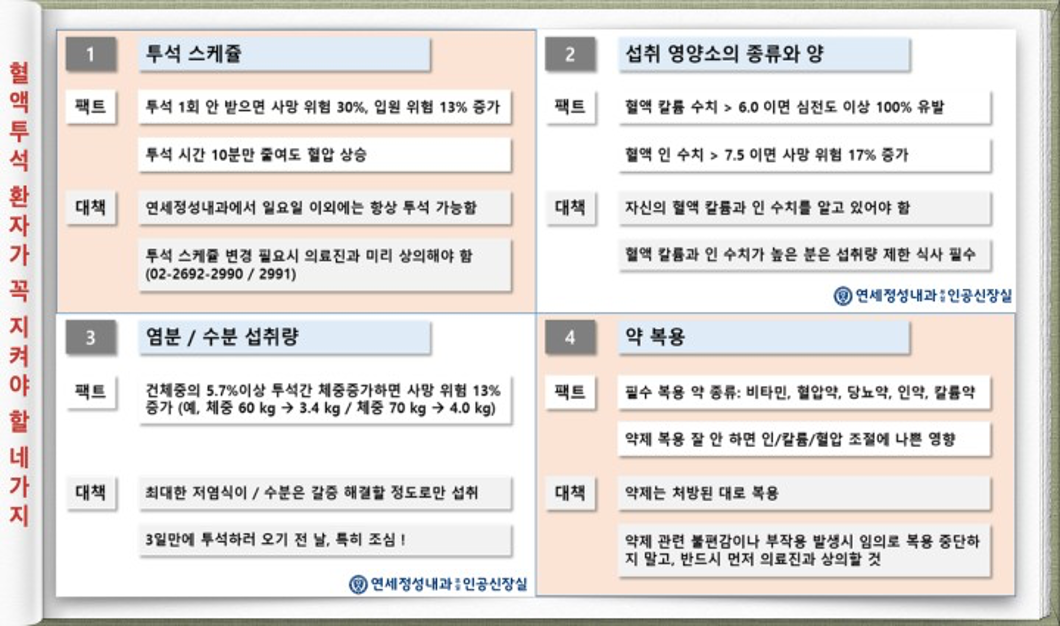 혈액투석 환자가 꼭 지켜야 할 네가지
1
투석 스케쥴
팩트
투석 1회 안 받으면 사망 위험 30%, 입원 위험 13% 증가
투석 시간 10분만 줄여도 혈압 상승
대책
연세정성내과에서 일요일 이외에는 항상 투석 가능함
투석 스케쥴 변경 필요시 의료진과 미리 상의해야 함
(02-2692-2990 / 2991)
2
섭취 영양소의 종류와 양
팩트
혈액 칼륨 수치 > 6.0 이면 심전도 이상 100% 유발
혈액 인 수치 > 7.5 이면 사망 위험 17% 증가
대책
자신의 혈액 칼륨과 인 수치를 알고 있어야 함
혈액 칼륨과 인 수치가 높은 분은 섭취량 제한 식사 필수
연세정성내과 인공신장실
3
염분 / 수분 섭취량
팩트
건체중의 5.7%이상 투석간 체중증가하면 사망 위험 13%
증가 (예, 체중 60 kg → 3.4 kg / 체중 70 kg → 4.0 kg)
대책
최대한 저염식이 / 수분은 갈증 해결할 정도로만 섭취
3일만에 투석하러 오기 전 날, 특히 조심 !
연세정성내과 인공신장실
4
약 복용
팩트
필수 복용 약 종류: 비타민, 혈압약, 당뇨약, 인약, 칼륨약
약제 복용 잘 안 하면 인/칼륨/혈압 조절에 나쁜 영향
대책
약제는 처방된 대로 복용
약제 관련 불편감이나 부작용 발생시 임의로 복용 중단하
지 말고, 반드시 먼저 의료진과 상의할 것